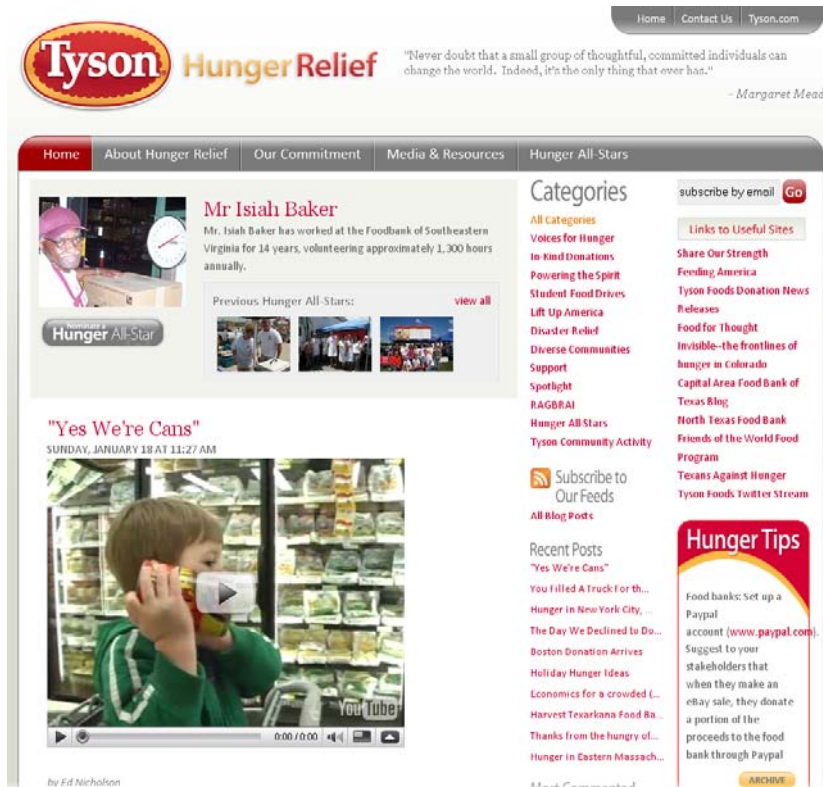 Home Contact Us Tyson.com
Tyson
Hunger Relief
"Never doubt that a small group of thoughtful, committed individuals can
change the world. Indeed, it's the only thing that ever has."
- Margaret Mead
Home About Hunger Relief Our Commitment Media & Resources Hunger All-Stars
Mr Isiah Baker
Mr. Isiah Baker has worked at the Foodbank of Southeastern
Virginia for 14 years, volunteering approximately 1,300 hours
annually.
nominate a
Hunger All-Star
Previous Hunger All-Stars: view all
"Yes We're Cans"
SUNDAY, JANUARY 18 AT 11:27 AM
YouTube
0:00 / 0:00
by Ed Nicholson
Categories
All Categories
Voices for Hunger
In-Kind Donations
Powering the Spirit
Student Food Drives
Lift Up America
Disaster Relief
Diverse Communities
Support
Spotlight
RAGBRAI
Hunger All Stars
Tyson Community Activity
Subscribe to
Our Feeds
All Blog Posts
Recent Posts
"Yes We're Cans"
You Filled A Truck For th...
Hunger in New York City, ...
The Day We Declined to Do...
Boston Donation Arrives
Holiday Hunger Ideas
Economics for a crowded (...
Harvest Texarkana Food Ba...
Thanks from the hungry of...
Hunger in Eastern Massach...
Most Commented
subscribe by email Go
Links to Useful Sites
Share Our Strength
Feeding America
Tyson Foods Donation News
Releases
Food for Thought
Invisible--the frontlines of
hunger in Colorado
Capital Area Food Bank of
Texas Blog
North Texas Food Bank
Friends of the World Food
Program
Texans Against Hunger
Tyson Foods Twitter Stream
Hunger Tips
Food banks: Set up a
Paypal
account (www.paypal.com).
Suggest to your
stakeholders that
when they make an
eBay sale, they donate
a portion of the
proceeds to the food
bank through Paypal
ARCHIVE